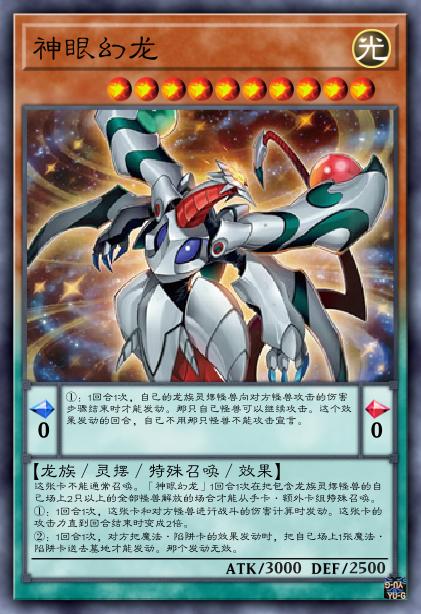 神眼幻龙
光
①：1回合1次，自己的龙族灵摆怪兽向对方怪兽攻击的伤害
步骤结束时才能发动。那只自己怪兽可以继续攻击。这个效
果发动的回合，自己不用那只怪兽不能攻击宣言。
0
0
【龙族／灵摆／特殊召唤／效果】
这张卡不能通常召唤。「神眼幻龙」1回合1次在把包含龙族灵摆怪兽的自
己场上2只以上的全部怪兽解放的场合才能从手卡·额外卡组特殊召唤。
①：1回合1次，这张卡和对方怪兽进行战斗的伤害计算时发动。这张卡的
攻击力直到回合结束时变成2倍。
②：1回合1次，对方把魔法·陷阱卡的效果发动时，把自己场上1张魔法·
陷阱卡送去墓地才能发动。那个发动无效。
ATK/3000 DEF/2500